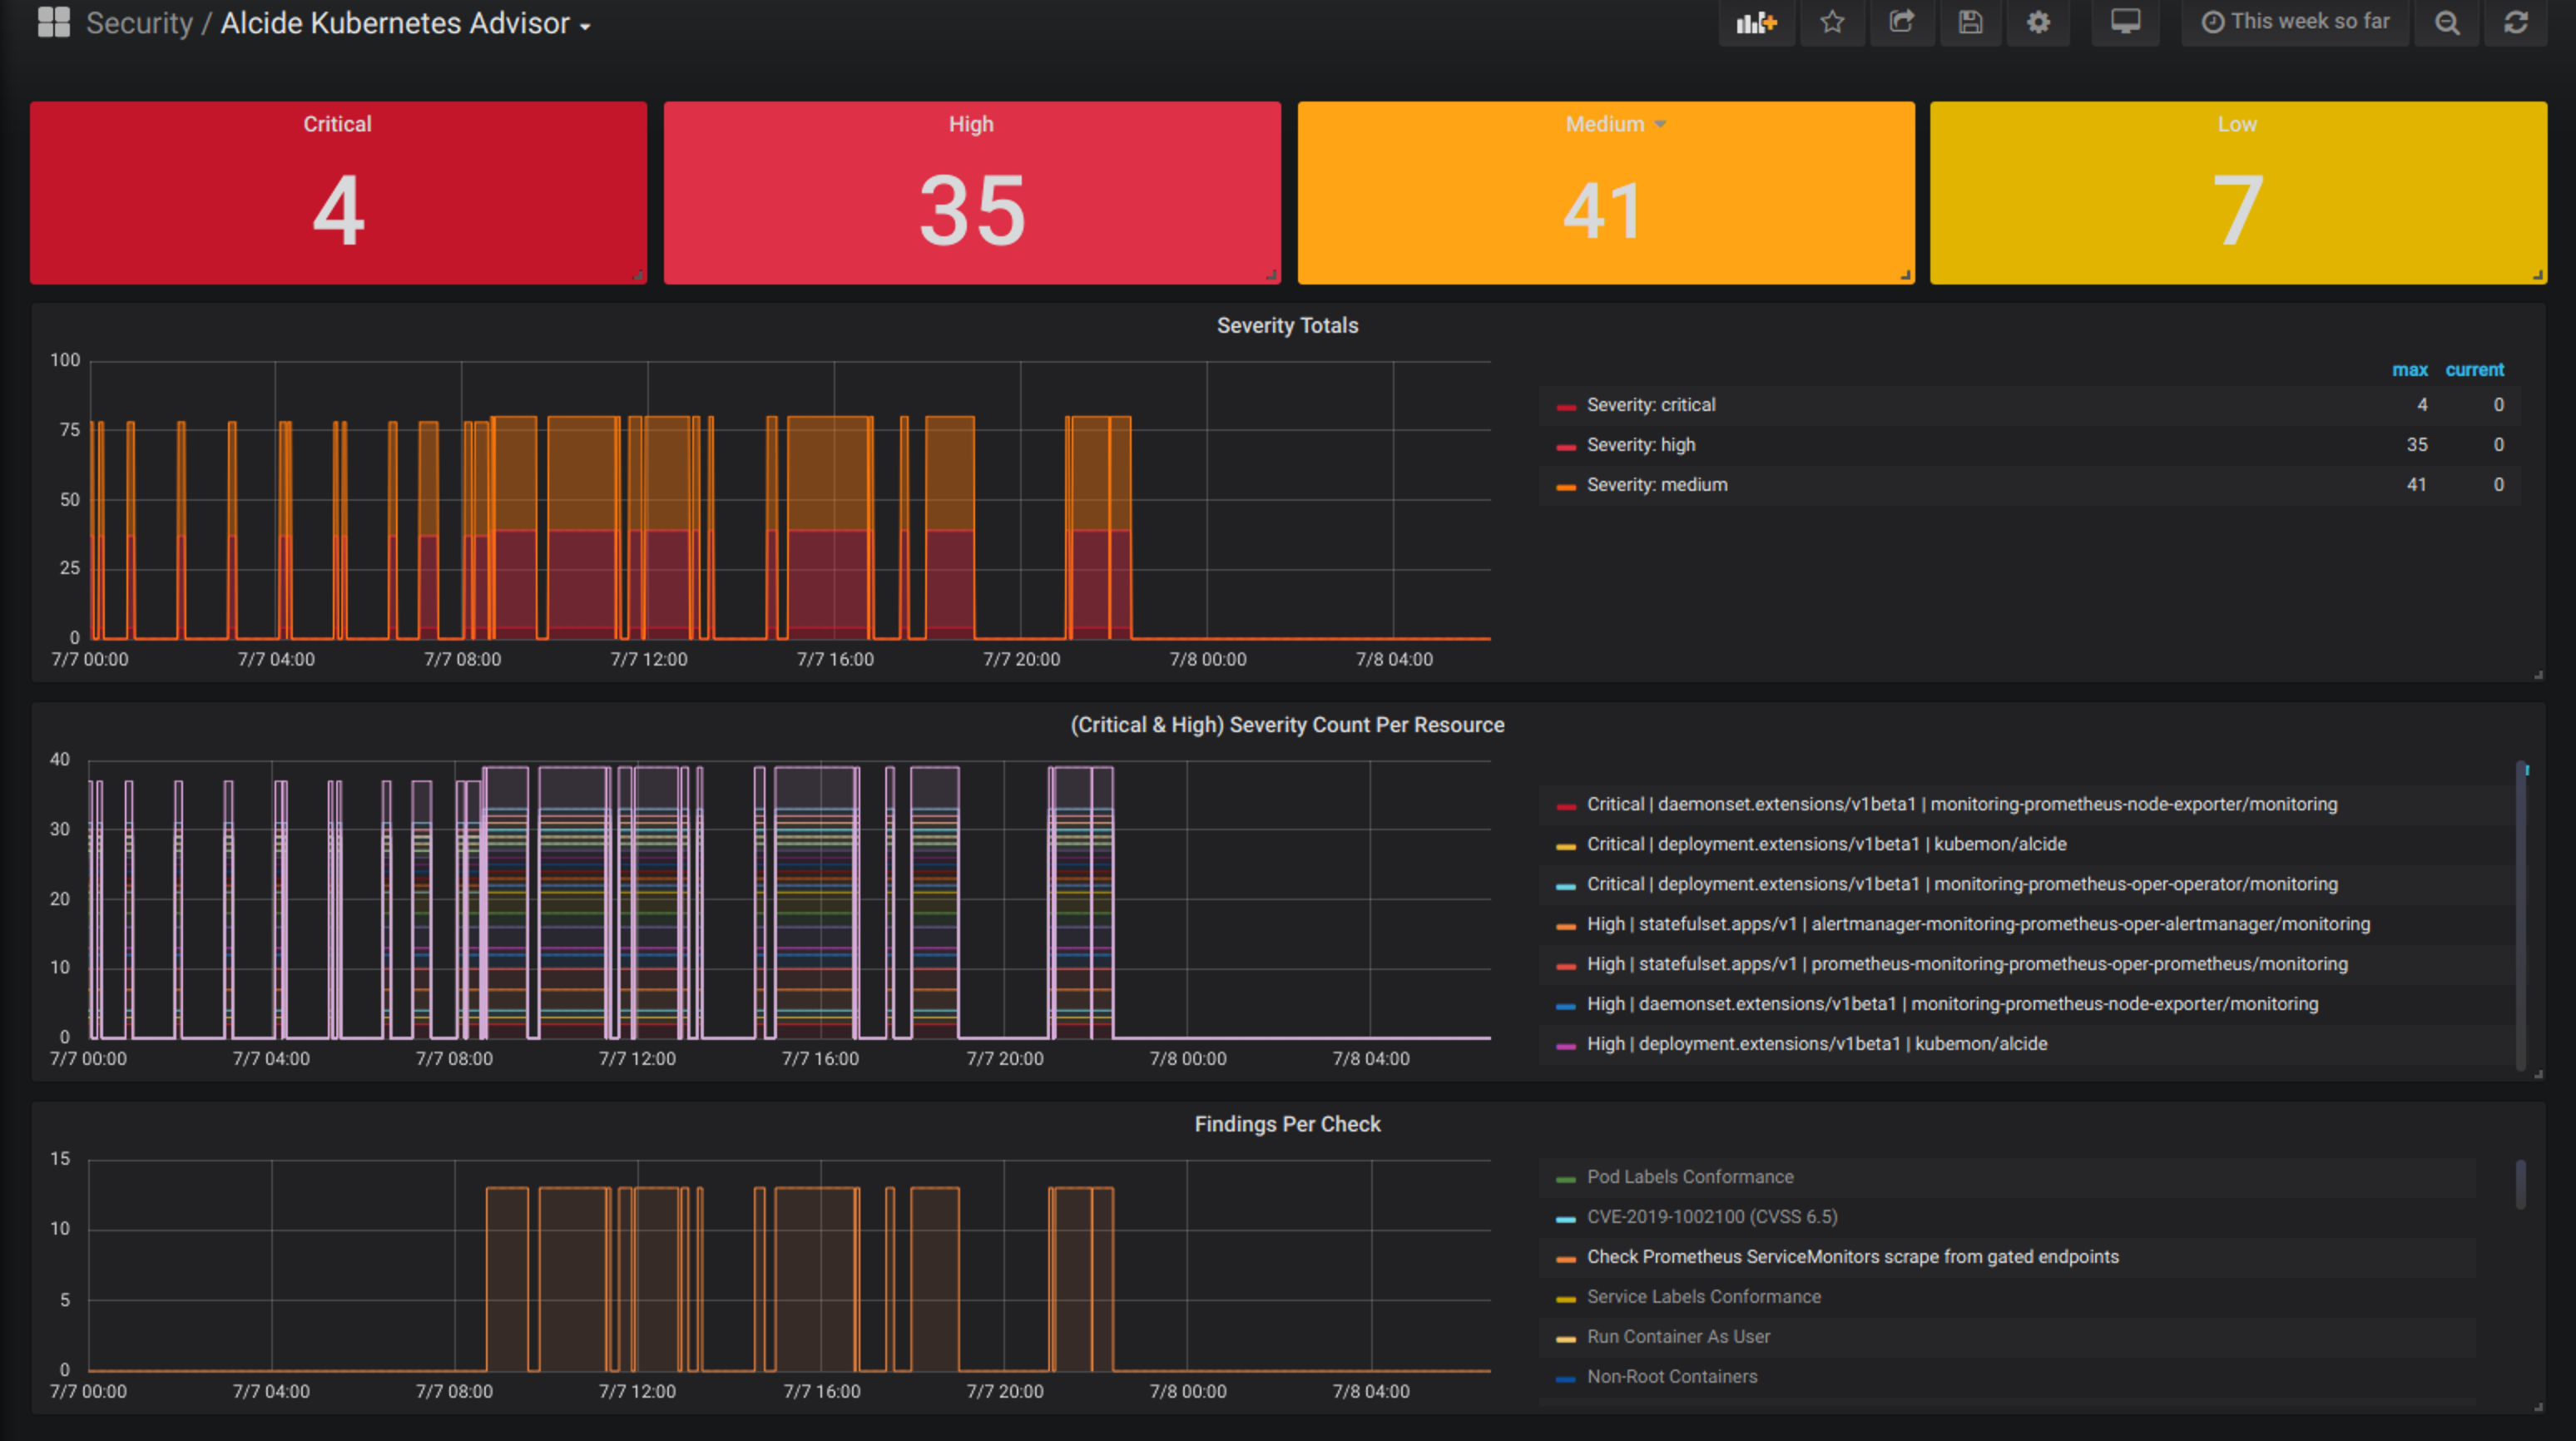 Security / Alcide Kubernetes Advisor
This week so far
Critical
4
High
35
Medium
41
Low
7
Severity Totals
100
75
50
25
0
7/7 00:00 7/7 04:00 7/7 08:00 7/7 12:00 7/7 16:00 7/7 20:00 7/8 00:00 7/8 04:00
max current
Severity: critical 4 0
Severity: high 35 0
Severity: medium 41 0
(Critical & High) Severity Count Per Resource
40
30
20
10
0
7/7 00:00 7/7 04:00 7/7 08:00 7/7 12:00 7/7 16:00 7/7 20:00 7/8 00:00 7/8 04:00
Critical | daemonset.extensions/v1beta1 | monitoring-prometheus-node-exporter/monitoring
Critical | deployment.extensions/v1beta1 | kubemon/alcide
Critical | deployment.extensions/v1beta1 | monitoring-prometheus-oper-operator/monitoring
High | statefulset.apps/v1 | alertmanager-monitoring-prometheus-oper-alertmanager/monitoring
High | statefulset.apps/v1 | prometheus-monitoring-prometheus-oper-prometheus/monitoring
High | daemonset.extensions/v1beta1 | monitoring-prometheus-node-exporter/monitoring
High | deployment.extensions/v1beta1 | kubemon/alcide
Findings Per Check
15
10
5
0
7/7 00:00 7/7 04:00 7/7 08:00 7/7 12:00 7/7 16:00 7/7 20:00 7/8 00:00 7/8 04:00
Pod Labels Conformance
CVE-2019-1002100 (CVSS 6.5)
Check Prometheus ServiceMonitors scrape from gated endpoints
Service Labels Conformance
Run Container As User
Non-Root Containers